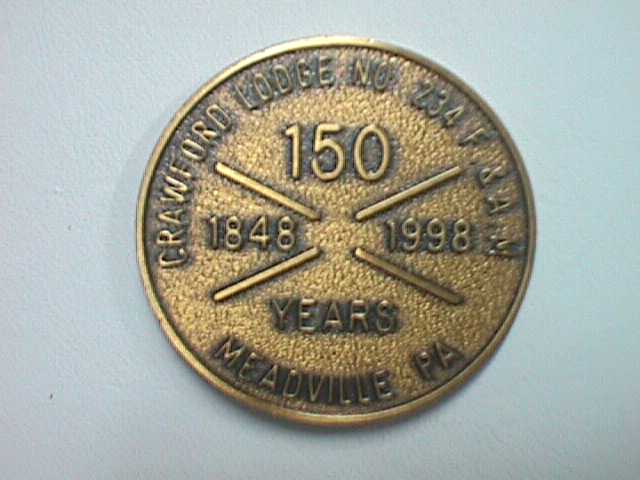 CRAWFORD LODGE NO. 234 F & A M
150
1848 1998
YEARS
MEADVILLE PA